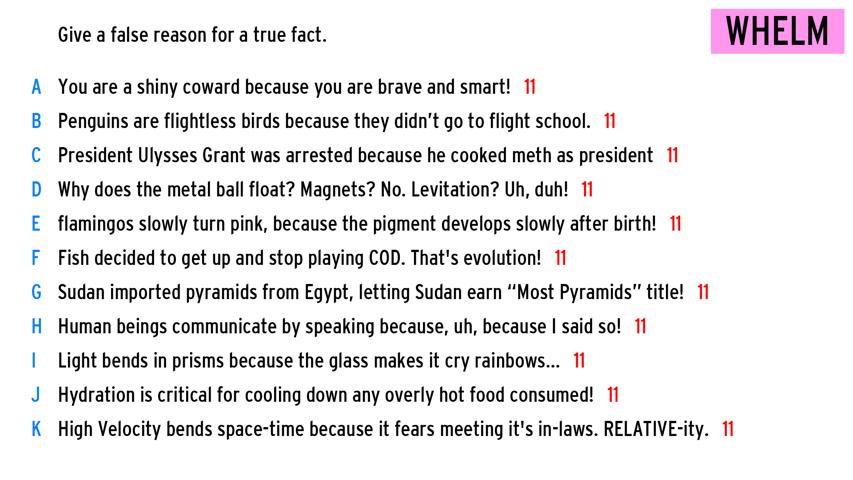 Give a false reason for a true fact.
WHELM
A You are a shiny coward because you are brave and smart! 11
B Penguins are flightless birds because they didn't go to flight school. 11
C President Ulysses Grant was arrested because he cooked meth as president 11
D Why does the metal ball float? Magnets? No. Levitation? Uh, duh! 11
E flamingos slowly turn pink, because the pigment develops slowly after birth! 11
F Fish decided to get up and stop playing COD. That's evolution! 11
G Sudan imported pyramids from Egypt, letting Sudan earn “Most Pyramids” title! 11
H Human beings communicate by speaking because, uh, because I said so! 11
I Light bends in prisms because the glass makes it cry rainbows... 11
J Hydration is critical for cooling down any overly hot food consumed! 11
K High Velocity bends space-time because it fears meeting it's in-laws. RELATIVE-ity. 11